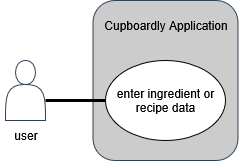 Cupboardly Application
enter ingredient or
recipe data
user